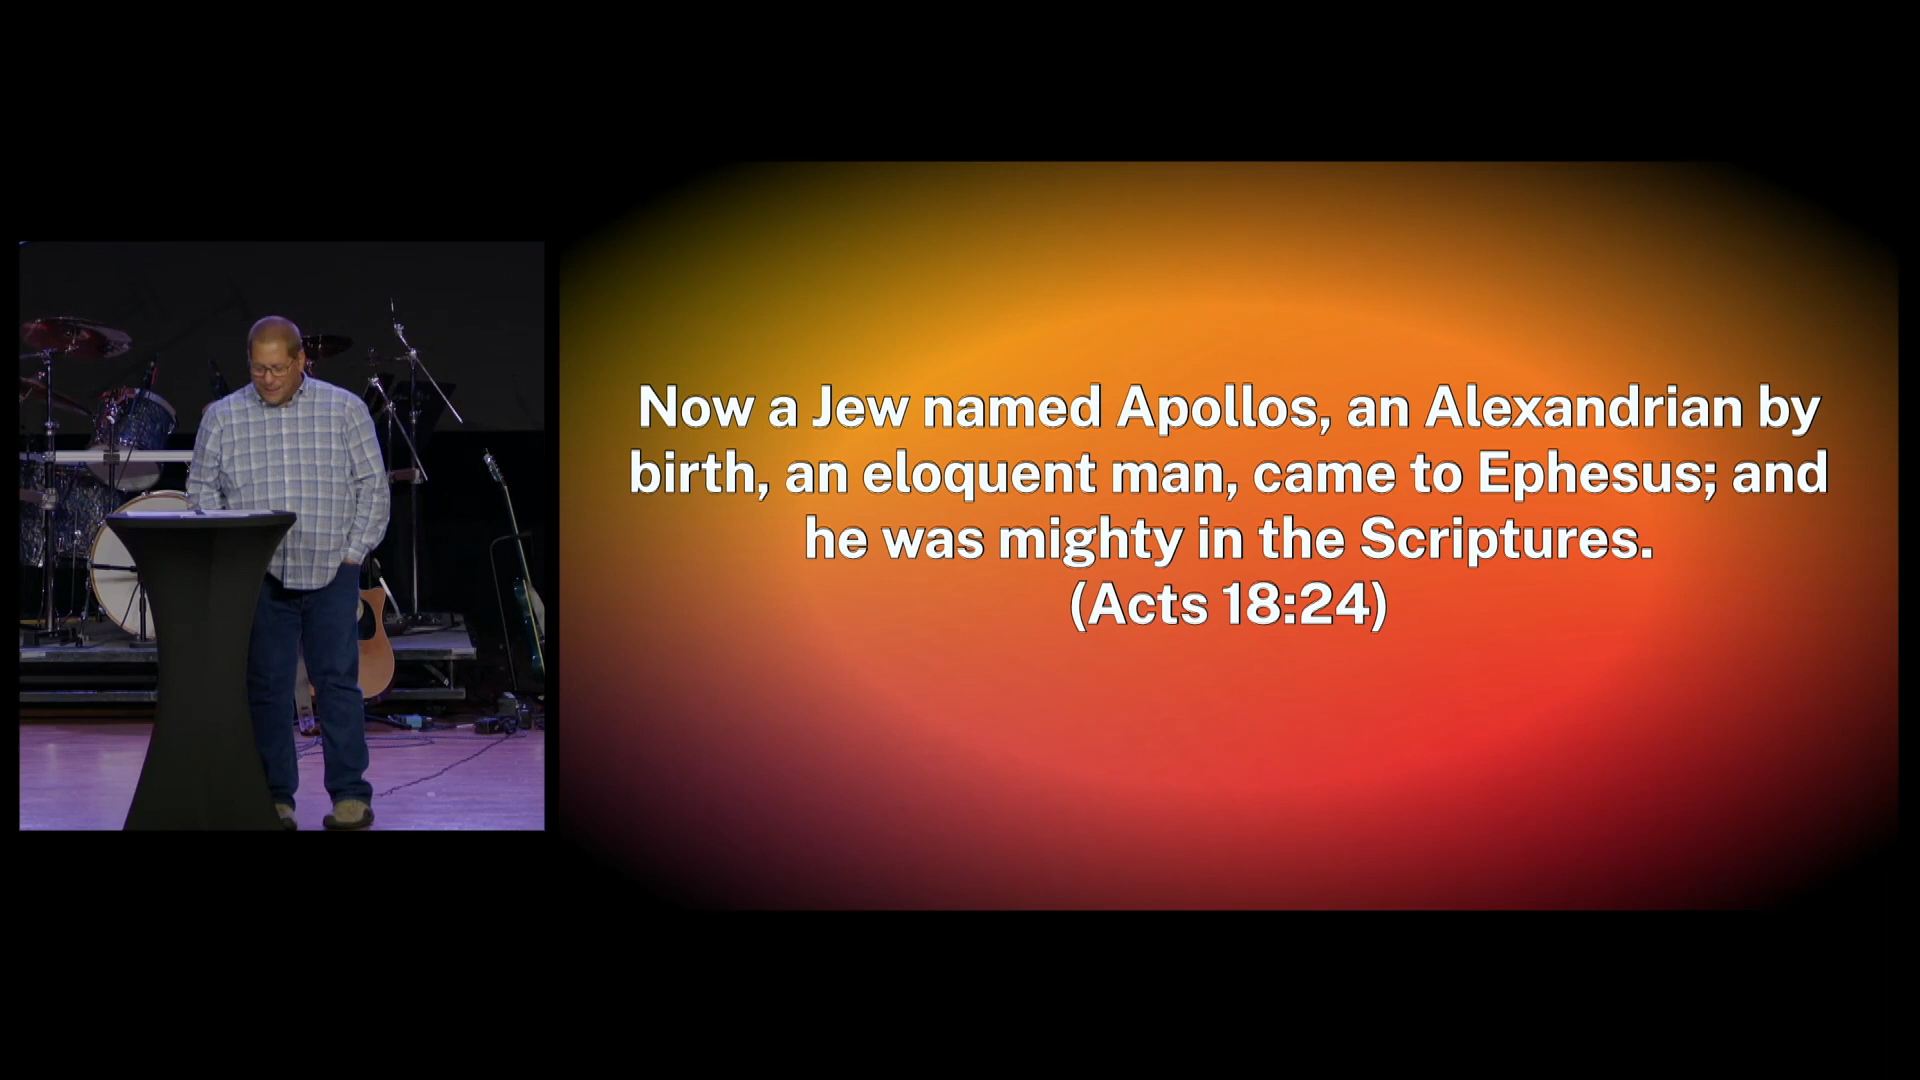 Now a Jew named Apollos, an Alexandrian by
birth, an eloquent man, came to Ephesus; and
he was mighty in the Scriptures.
(Acts 18:24)